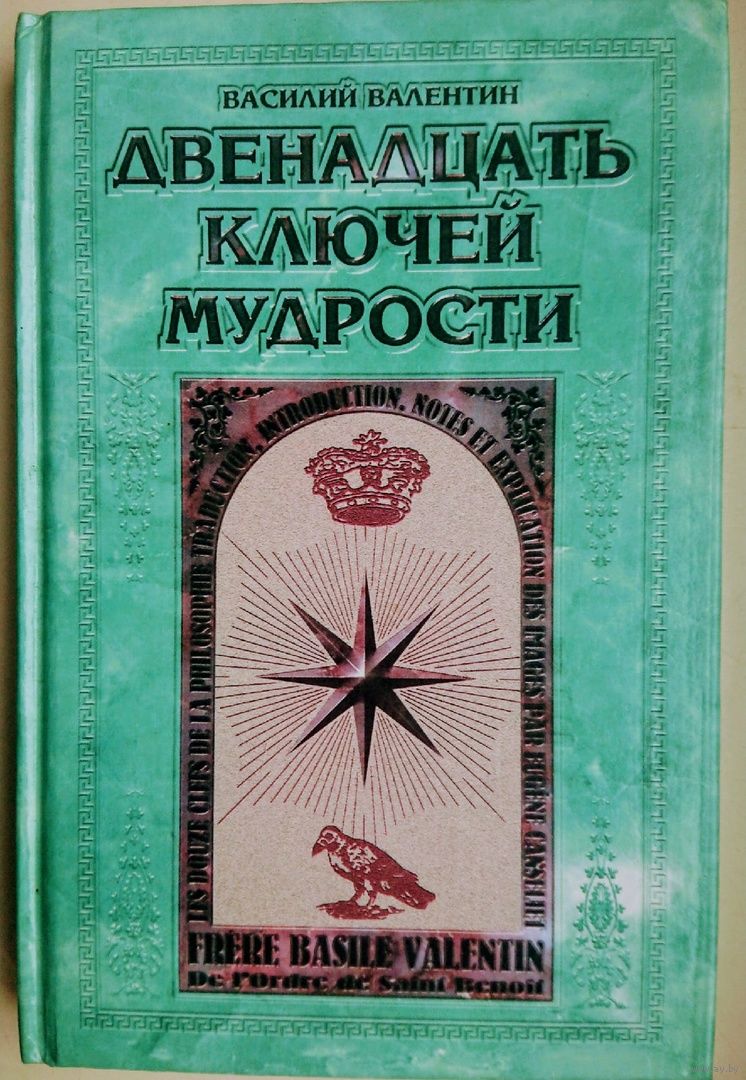 ВАСИЛИЙ ВАЛЕНТИН
ДВЕНАДЦАТЬ
КЛЮЧЕЙ
МУДРОСТИ
LES DOUZE CLEFS DE LA PHILOSOPHIE TRADUCTION, INTRODUCTION, NOTES ET EXPLICATION DES IMAGES PAR EUGÈNE CANSELIET
FRÈRE BASILE VALENTIN
De l'Ordre de Saint Benoît